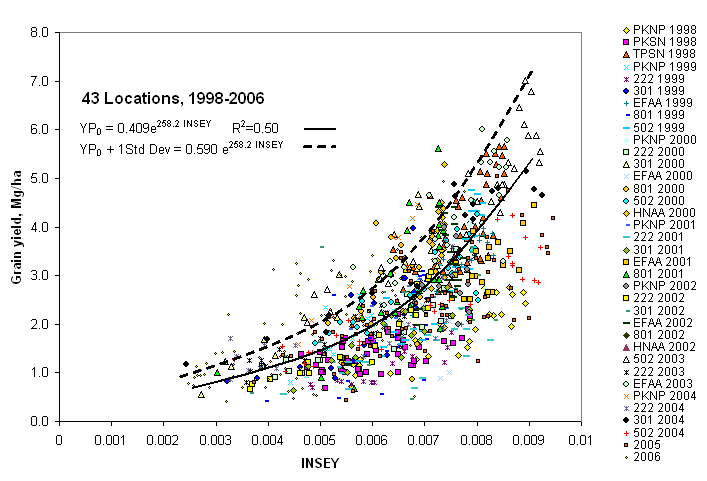 8.0
7.0
6.0
5.0
4.0
3.0
2.0
1.0
0.0
Grain yield, Mg/ha
43 Locations, 1998-2006
YP0 = 0.409e258.2 INSEY R2=0.50
YP0 + 1Std Dev = 0.590 e258.2 INSEY
0 0.001 0.002 0.003 0.004 0.005 0.006 0.007 0.008 0.009 0.01
INSEY
PKNP 1998
PKSN 1998
TPSN 1998
PKNP 1999
222 1999
301 1999
EFAA 1999
801 1999
502 1999
PKNP 2000
222 2000
301 2000
EFAA 2000
801 2000
502 2000
HNAA 2000
PKNP 2001
222 2001
301 2001
EFAA 2001
801 2001
PKNP 2002
222 2002
301 2002
EFAA 2002
801 2002
HNAA 2002
502 2003
222 2003
EFAA 2003
PKNP 2004
222 2004
301 2004
502 2004
2005
2006